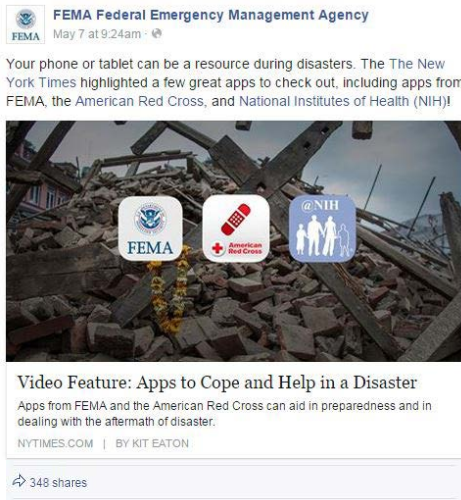 FEMA Federal Emergency Management Agency
FEMA
May 7 at 9:24am ·
Your phone or tablet can be a resource during disasters. The The New
York Times highlighted a few great apps to check out, including apps from
FEMA, the American Red Cross, and National Institutes of Health (NIH)!
@NIH
FEMA
American
Red Cross
Video Feature: Apps to Cope and Help in a Disaster
Apps from FEMA and the American Red Cross can aid in preparedness and in
dealing with the aftermath of disaster.
NYTIMES.COM | BY KIT EATON
348 shares